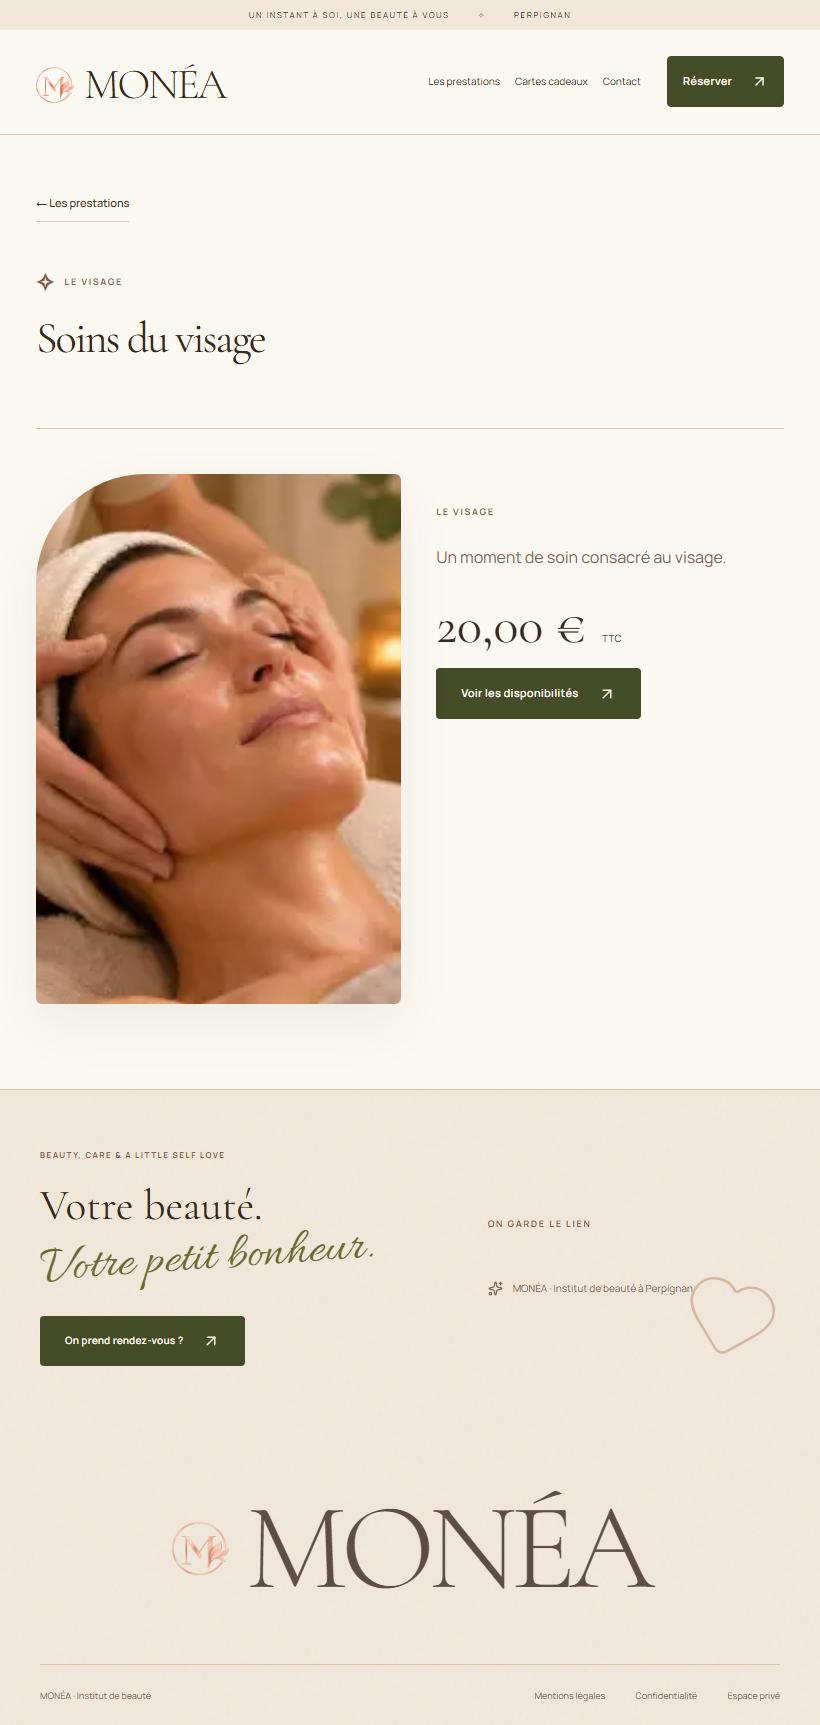 UN INSTANT À SOI, UNE BEAUTÉ À VOUS ✧ PERPIGNAN
M MONÉA
Les prestations Cartes cadeaux Contact Réserver
← Les prestations
LE VISAGE
Soins du visage
LE VISAGE
Un moment de soin consacré au visage.
20,00 € TTC
Voir les disponibilités
BEAUTY, CARE & A LITTLE SELF LOVE
Votre beauté.
Votre petit bonheur.
On prend rendez-vous ?
ON GARDE LE LIEN
MONÉA · Institut de beauté à Perpignan
M MONÉA
MONÉA · Institut de beauté
Mentions légales Confidentialité Espace privé